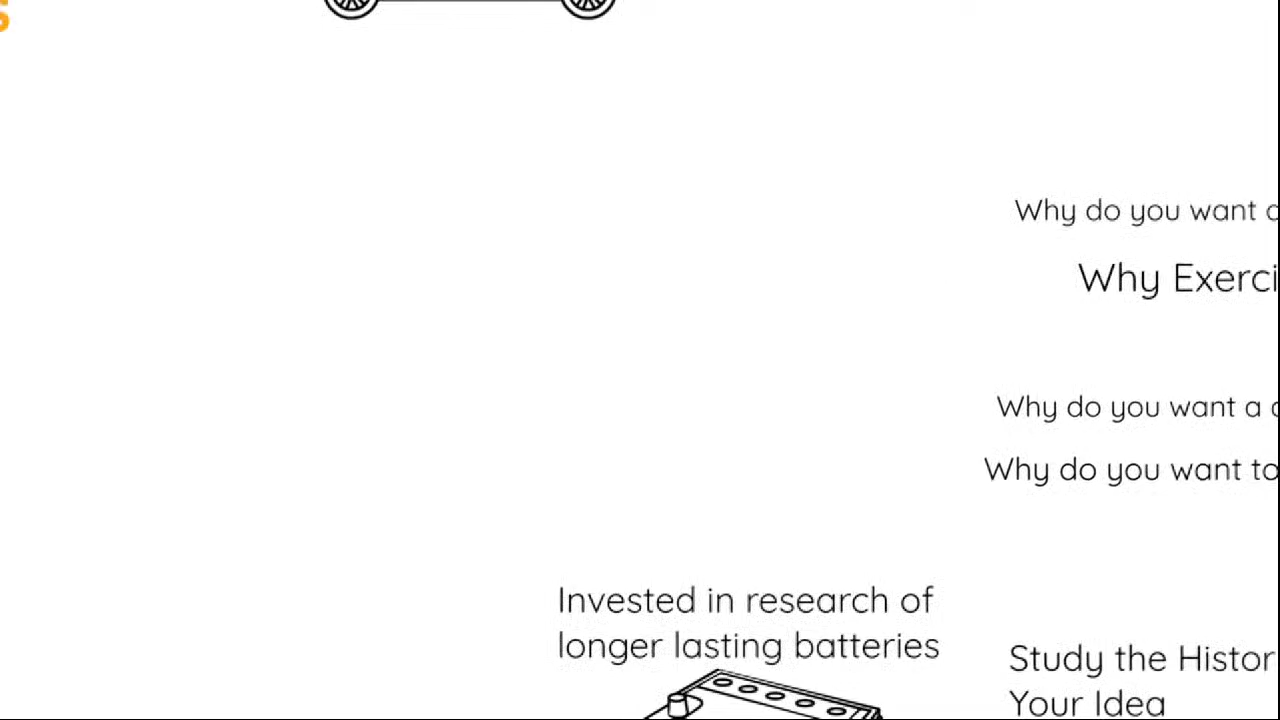 Why do you want
Why Exerci
Why do you want a
Why do you want to
Invested in research of
longer lasting batteries
Study the Histor
Your Idea